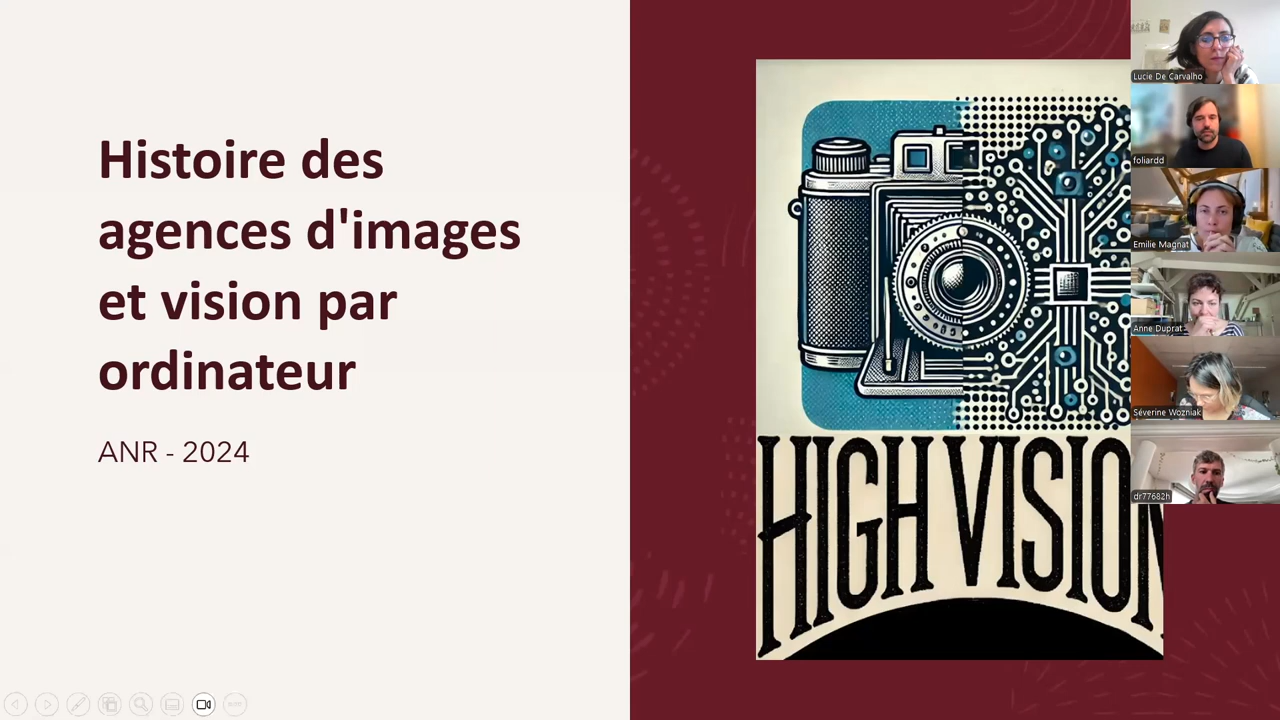 Histoire des
agences d'images
et vision par
ordinateur
ANR - 2024
HIGH VISION
Lucie De Carvalho
foliardd
Emilie Magnat
Anne Duprat
Séverine Wozniak
dr77682h